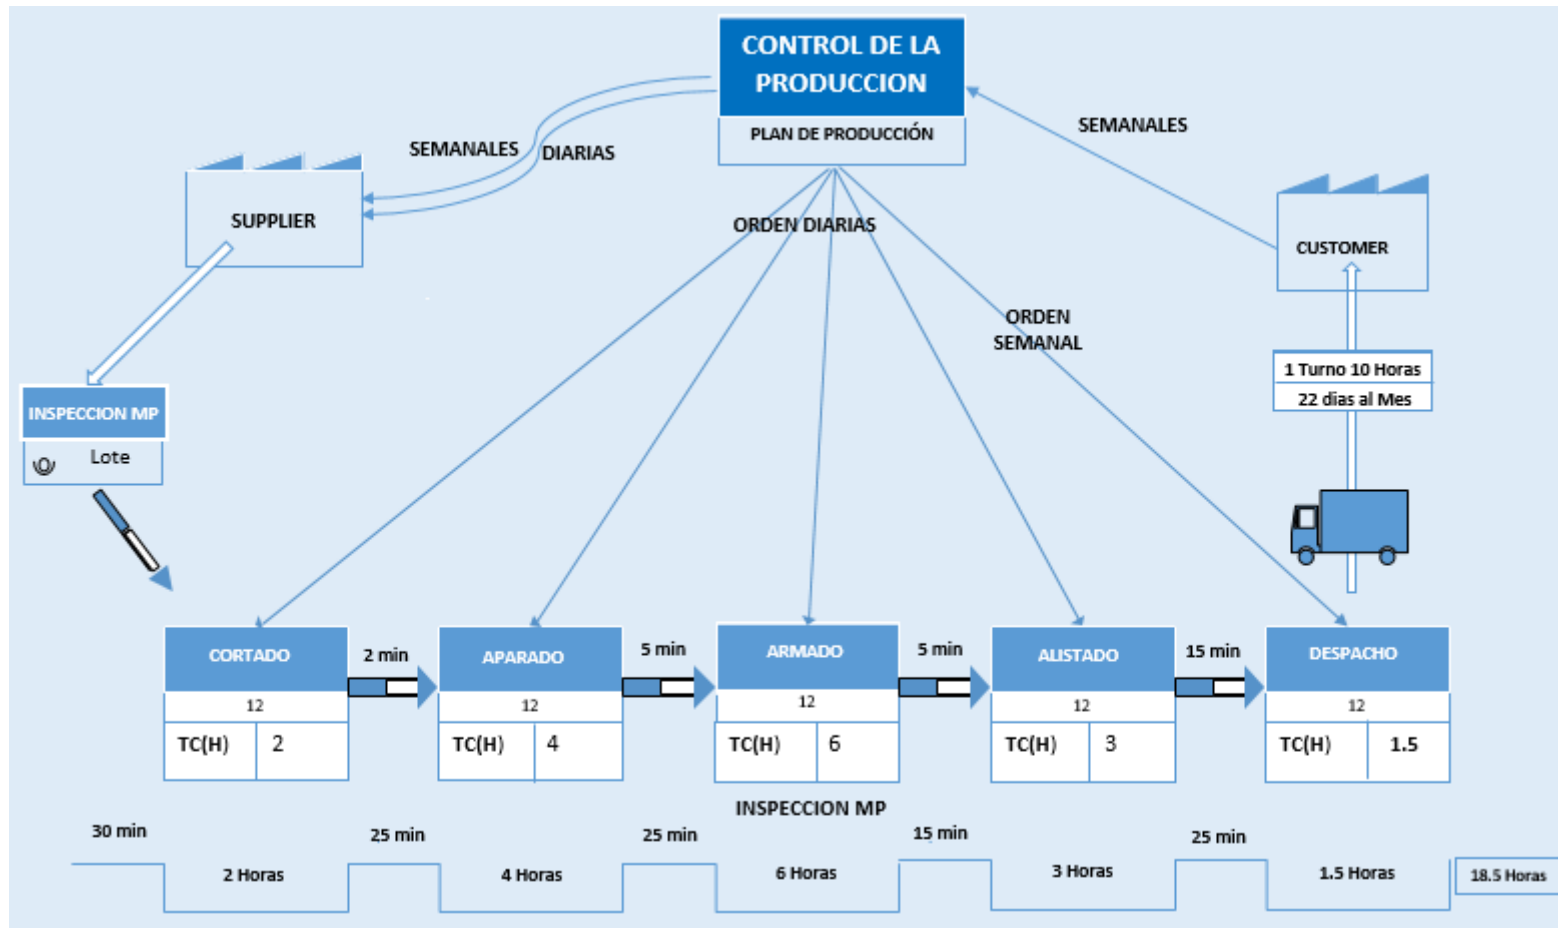 CONTROL DE LA
PRODUCCION
PLAN DE PRODUCCIÓN
SEMANALES
SEMANALES
DIARIAS
SUPPLIER
ORDEN DIARIAS
CUSTOMER
ORDEN
SEMANAL
1 Turno 10 Horas
22 dias al Mes
INSPECCION MP
Lote
CORTADO
2 min
APARADO
5 min
ARMADO
5 min
ALISTADO
15 min
DESPACHO
12
12
12
12
12
TC(H) 2
TC(H) 4
TC(H) 6
TC(H) 3
TC(H) 1.5
INSPECCION MP
30 min
25 min
25 min
15 min
25 min
2 Horas
4 Horas
6 Horas
3 Horas
1.5 Horas
18.5 Horas